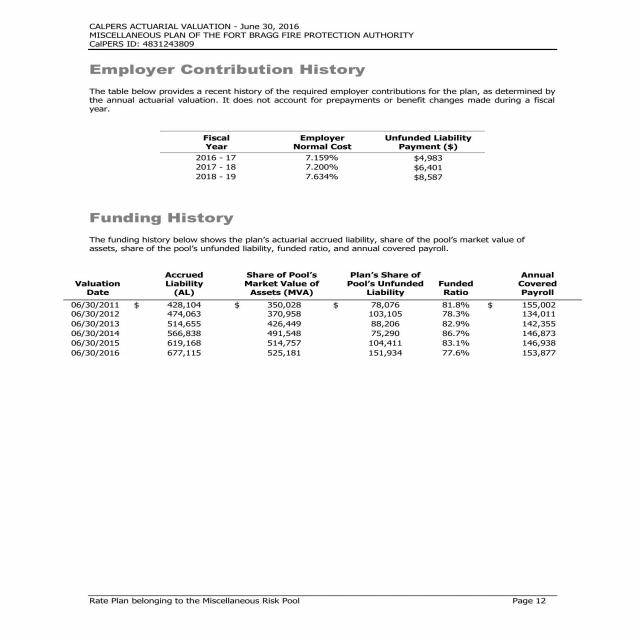 CALPERS ACTUARIAL VALUATION - June 30, 2016
MISCELLANEOUS PLAN OF THE FORT BRAGG FIRE PROTECTION AUTHORITY
CalPERS ID: 4831243809
Employer Contribution History
The table below provides a recent history of the required employer contributions for the plan, as determined by
the annual actuarial valuation. It does not account for prepayments or benefit changes made during a fiscal
year.
Fiscal Employer Unfunded Liability
Year Normal Cost Payment ($)
2016 - 17 7.159% $4,983
2017 - 18 7.200% $6,401
2018 - 19 7.634% $8,587
Funding History
The funding history below shows the plan's actuarial accrued liability, share of the pool's market value of
assets, share of the pool's unfunded liability, funded ratio, and annual covered payroll.
Accrued Share of Pool's Plan's Share of Annual
Valuation Liability Market Value of Pool's Unfunded Funded Covered
Date (AL) Assets (MVA) Liability Ratio Payroll
06/30/2011 $ 428,104 $ 350,028 $ 78,076 81.8% $ 155,002
06/30/2012 474,063 370,958 103,105 78.3% 134,011
06/30/2013 514,655 426,449 88,206 82.9% 142,355
06/30/2014 566,838 491,548 75,290 86.7% 146,873
06/30/2015 619,168 514,757 104,411 83.1% 146,938
06/30/2016 677,115 525,181 151,934 77.6% 153,877
Rate Plan belonging to the Miscellaneous Risk Pool Page 12